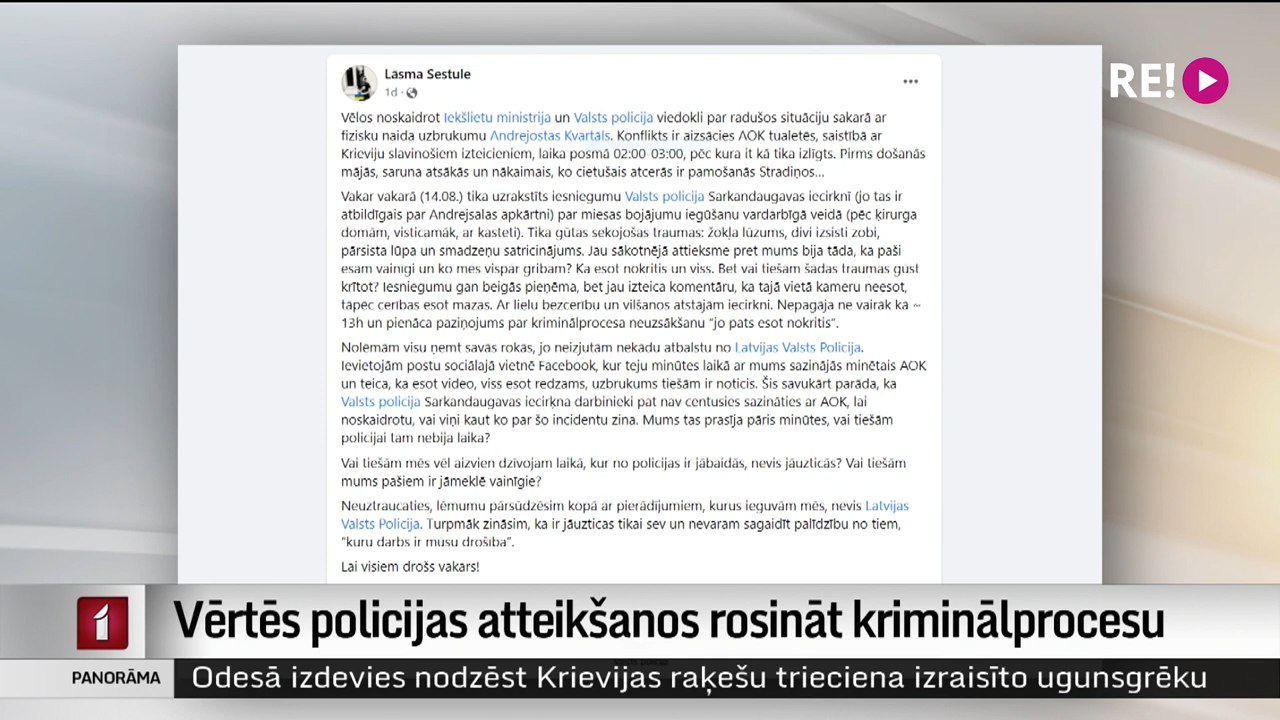 RE!
Lasma Sestule
1d
Vēlos noskaidrot Iekšlietu ministrija un Valsts policija viedokli par radušos situāciju sakarā ar
fizisku naida uzbrukumu Andrejostas Kvartāls. Konflikts ir aizsācies AOK tualetēs, saistībā ar
Krieviju slavinošiem izteicieniem, laika posmā 02:00-03:00, pēc kura it kā tika izlīgts. Pirms došanās
mājās, saruna atsākās un nākamais, ko cietušais atcerās ir pamošanās Stradiņos...
Vakar vakarā (14.08.) tika uzrakstīts iesniegumu Valsts policija Sarkandaugavas iecirknī (jo tas ir
atbildīgais par Andrejsalas apkārtni) par miesas bojājumu iegūšanu vardarbīgā veidā (pēc ķirurga
domām, visticamāk, ar kasteti). Tika gūtas sekojošas traumas: žokļa lūzums, divi izsisti zobi,
pārsista lūpa un smadzeņu satricinājums. Jau sākotnējā attieksme pret mums bija tāda, ka paši
esam vainīgi un ko mēs vispār gribam? Ka esot nokritis un viss. Bet vai tiešām šādas traumas gūst
krītot? Iesniegumu gan beigās pieņēma, bet jau izteica komentāru, ka tajā vietā kameru neesot,
tāpēc cerības esot mazas. Ar lielu bezcerību un vilšanos atstājām iecirkni. Nepagāja ne vairāk kā ~
13h un pienāca paziņojums par kriminālprocesa neuzsākšanu “jo pats esot nokritis”.
Nolēmām visu ņemt savās rokās, jo neizjutām nekādu atbalstu no Latvijas Valsts Policija.
Ievietojām postu sociālajā vietnē Facebook, kur teju minūtes laikā ar mums sazinājās minētais AOK
un teica, ka esot video, viss esot redzams, uzbrukums tiešām ir noticis. Šis savukārt parāda, ka
Valsts policija Sarkandaugavas iecirkņa darbinieki pat nav centusies sazināties ar AOK, lai
noskaidrotu, vai viņi kaut ko par šo incidentu zina. Mums tas prasīja pāris minūtes, vai tiešām
policijai tam nebija laika?
Vai tiešām mēs vēl aizvien dzīvojam laikā, kur no policijas ir jābaidās, nevis jāuzticās? Vai tiešām
mums pašiem ir jāmeklē vainīgie?
Neuztraucaties, lēmumu pārsūdzēsim kopā ar pierādījumiem, kurus ieguvām mēs, nevis Latvijas
Valsts Policija. Turpmāk zināsim, ka ir jāuzticas tikai sev un nevaram sagaidīt palīdzību no tiem,
“kuru darbs ir mūsu drošība”.
Lai visiem drošs vakars!
1
Vērtēs policijas atteikšanos rosināt kriminālprocesu
PANORĀMA
Odesā izdevies nodzēst Krievijas raķešu trieciena izraisīto ugunsgrēku